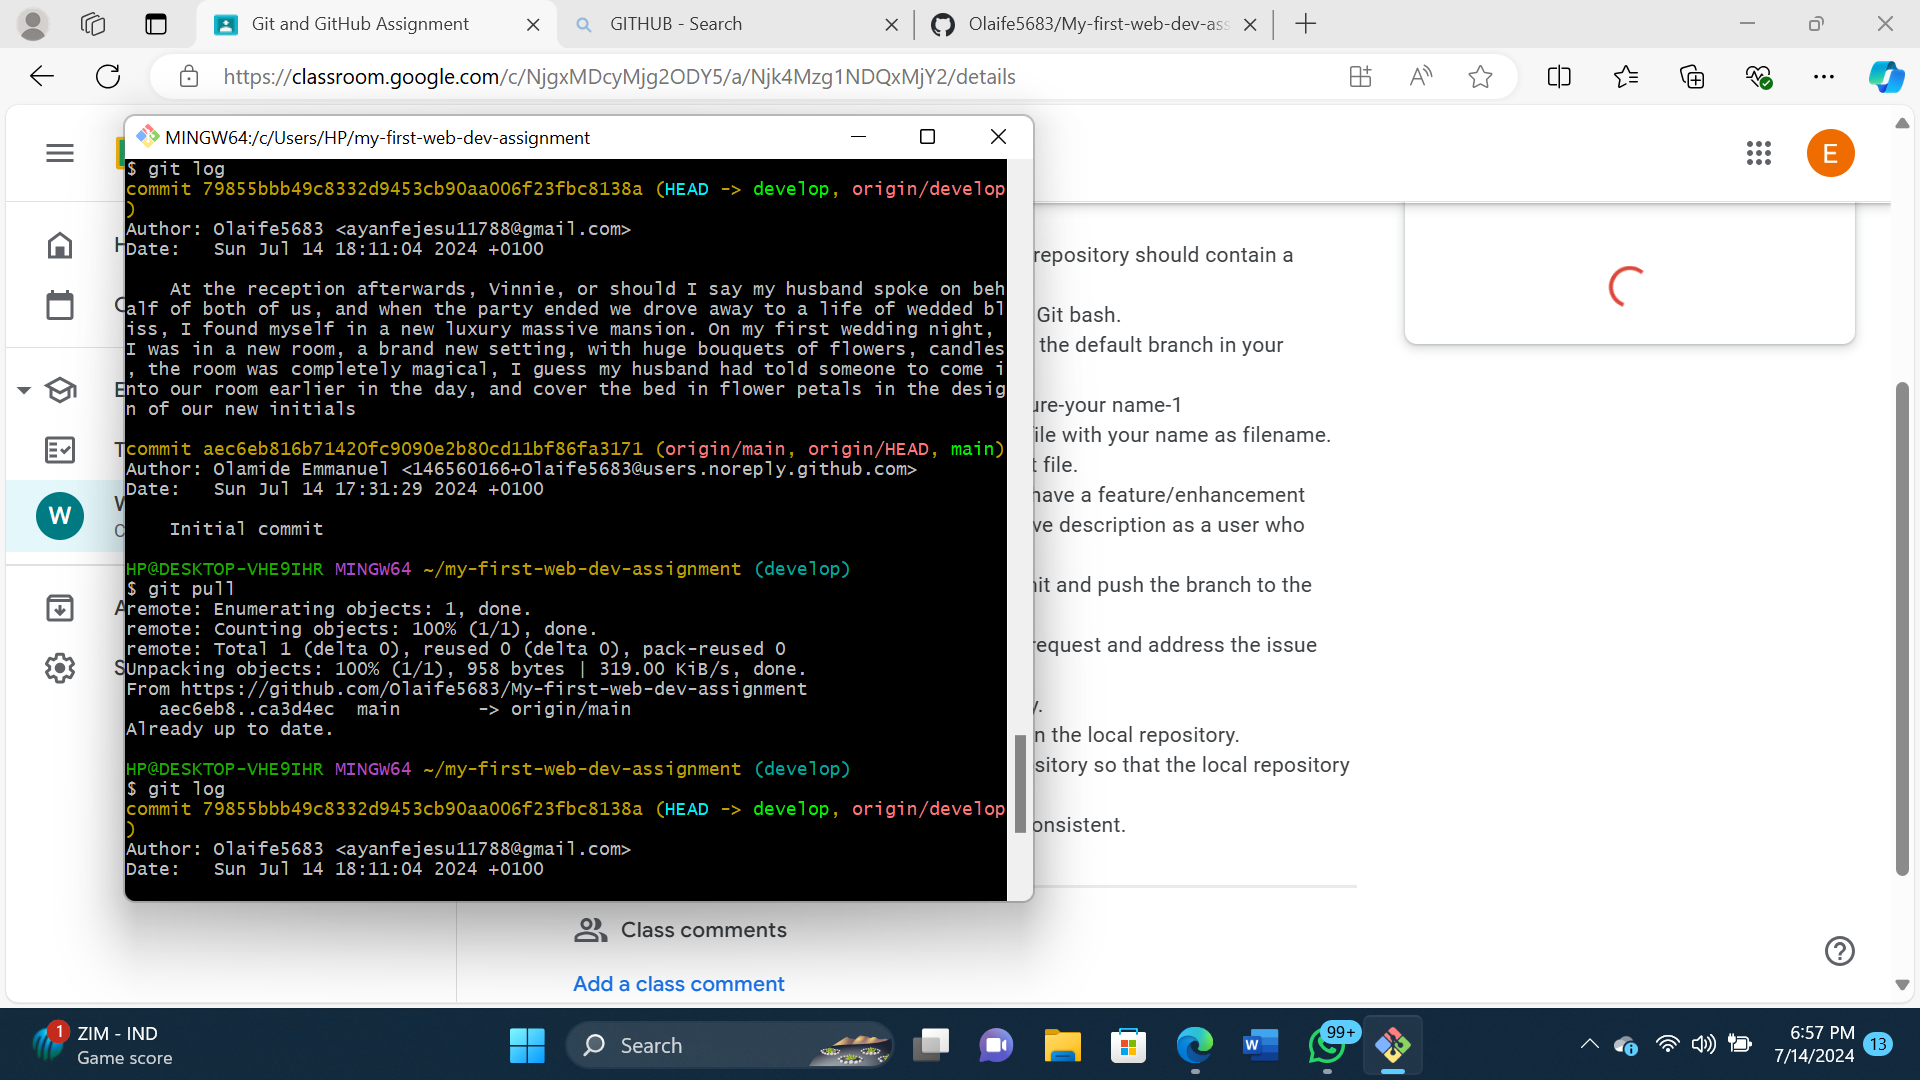 Git and GitHub Assignment
GITHUB - Search
Olaife5683/My-first-web-dev-ass
https://classroom.google.com/c/NjgxMDcyMjg2ODY5/a/Njk4Mzg1NDQxMjY2/details
MINGW64:/c/Users/HP/my-first-web-dev-assignment
E
$ git log
commit 79855bbb49c8332d9453cb90aa006f23fbc8138a (HEAD -> develop, origin/develop
)
Author: Olaife5683 <ayanfejesu11788@gmail.com>
Date:   Sun Jul 14 18:11:04 2024 +0100
At the reception afterwards, Vinnie, or should I say my husband spoke on beh
alf of both of us, and when the party ended we drove away to a life of wedded bl
iss, I found myself in a new luxury massive mansion. On my first wedding night,
I was in a new room, a brand new setting, with huge bouquets of flowers, candles
, the room was completely magical, I guess my husband had told someone to come i
nto our room earlier in the day, and cover the bed in flower petals in the desig
n of our new initials
commit aec6eb816b71420fc9090e2b80cd11bf86fa3171 (origin/main, origin/HEAD, main)
Author: Olamide Emmanuel <146560166+Olaife5683@users.noreply.github.com>
Date:   Sun Jul 14 17:31:29 2024 +0100
Initial commit
HP@DESKTOP-VHE9IHR MINGW64 ~/my-first-web-dev-assignment (develop)
$ git pull
remote: Enumerating objects: 1, done.
remote: Counting objects: 100% (1/1), done.
remote: Total 1 (delta 0), reused 0 (delta 0), pack-reused 0
Unpacking objects: 100% (1/1), 958 bytes | 319.00 KiB/s, done.
From https://github.com/Olaife5683/My-first-web-dev-assignment
aec6eb8..ca3d4ec  main       -> origin/main
Already up to date.
HP@DESKTOP-VHE9IHR MINGW64 ~/my-first-web-dev-assignment (develop)
$ git log
commit 79855bbb49c8332d9453cb90aa006f23fbc8138a (HEAD -> develop, origin/develop
)
Author: Olaife5683 <ayanfejesu11788@gmail.com>
Date:   Sun Jul 14 18:11:04 2024 +0100
W
repository should contain a
Git bash.
the default branch in your
ure-your name-1
file with your name as filename.
t file.
have a feature/enhancement
ve description as a user who
nit and push the branch to the
request and address the issue
y.
n the local repository.
sitory so that the local repository
onsistent.
Class comments
Add a class comment
1
ZIM - IND
Game score
Search
99+
6:57 PM
7/14/2024
13